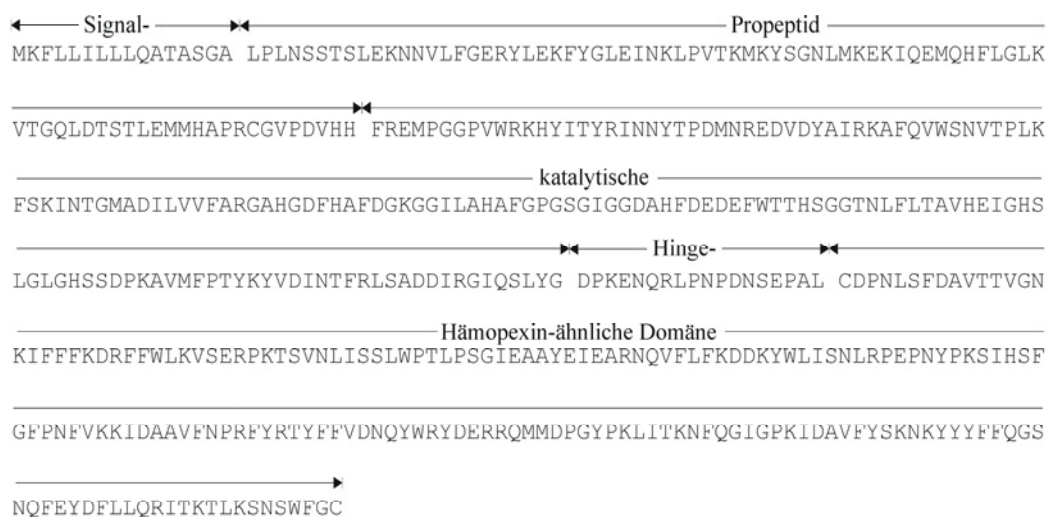 Signal- Propeptid
MKFLLILLLQATASGA LPLNSSTSLEKNNVLFGERYLEKFYGLEINKLPVTKMKYSGNLMKEKIQEMQHFLGLK
VTGQLDTSTLEMMHAPRCGVPDVHH FREMPGGPVWRKHYITYRINNYTPDMNREDVDYAIRKAFQVWSNVTPLK
katalytische
FSKINTGMADILVVFARGAHGDFHAFDGKGGILAHAFGPGSGIGGDAHFDEDEFWTTHSGGTNLFLTAVHEIGHS
Hinge-
LGLGHSSDPKAVMFPTYKYVDINTFRLSADDIRGIQSLYG DPKENQRLPNPDNSEPAL CDPNLSFDAVTTVGN
Hämopexin-ähnliche Domäne
KIFFFKDRFFWLKVSERPKTSVNLISSLWPTLPSGIEAAYEIEARNQVFLFKDDKYWLISNLRPEPNYPKSIHSF
GFPNFVKKIDAAVFNPRFYRTYFFVDNQYWRYDERRQMMDPGYPKLITKNFQGIGPKIDAVFYSKNKYYYFFQGS
NQFEYDFLLQRITKTLKSNSWFGC